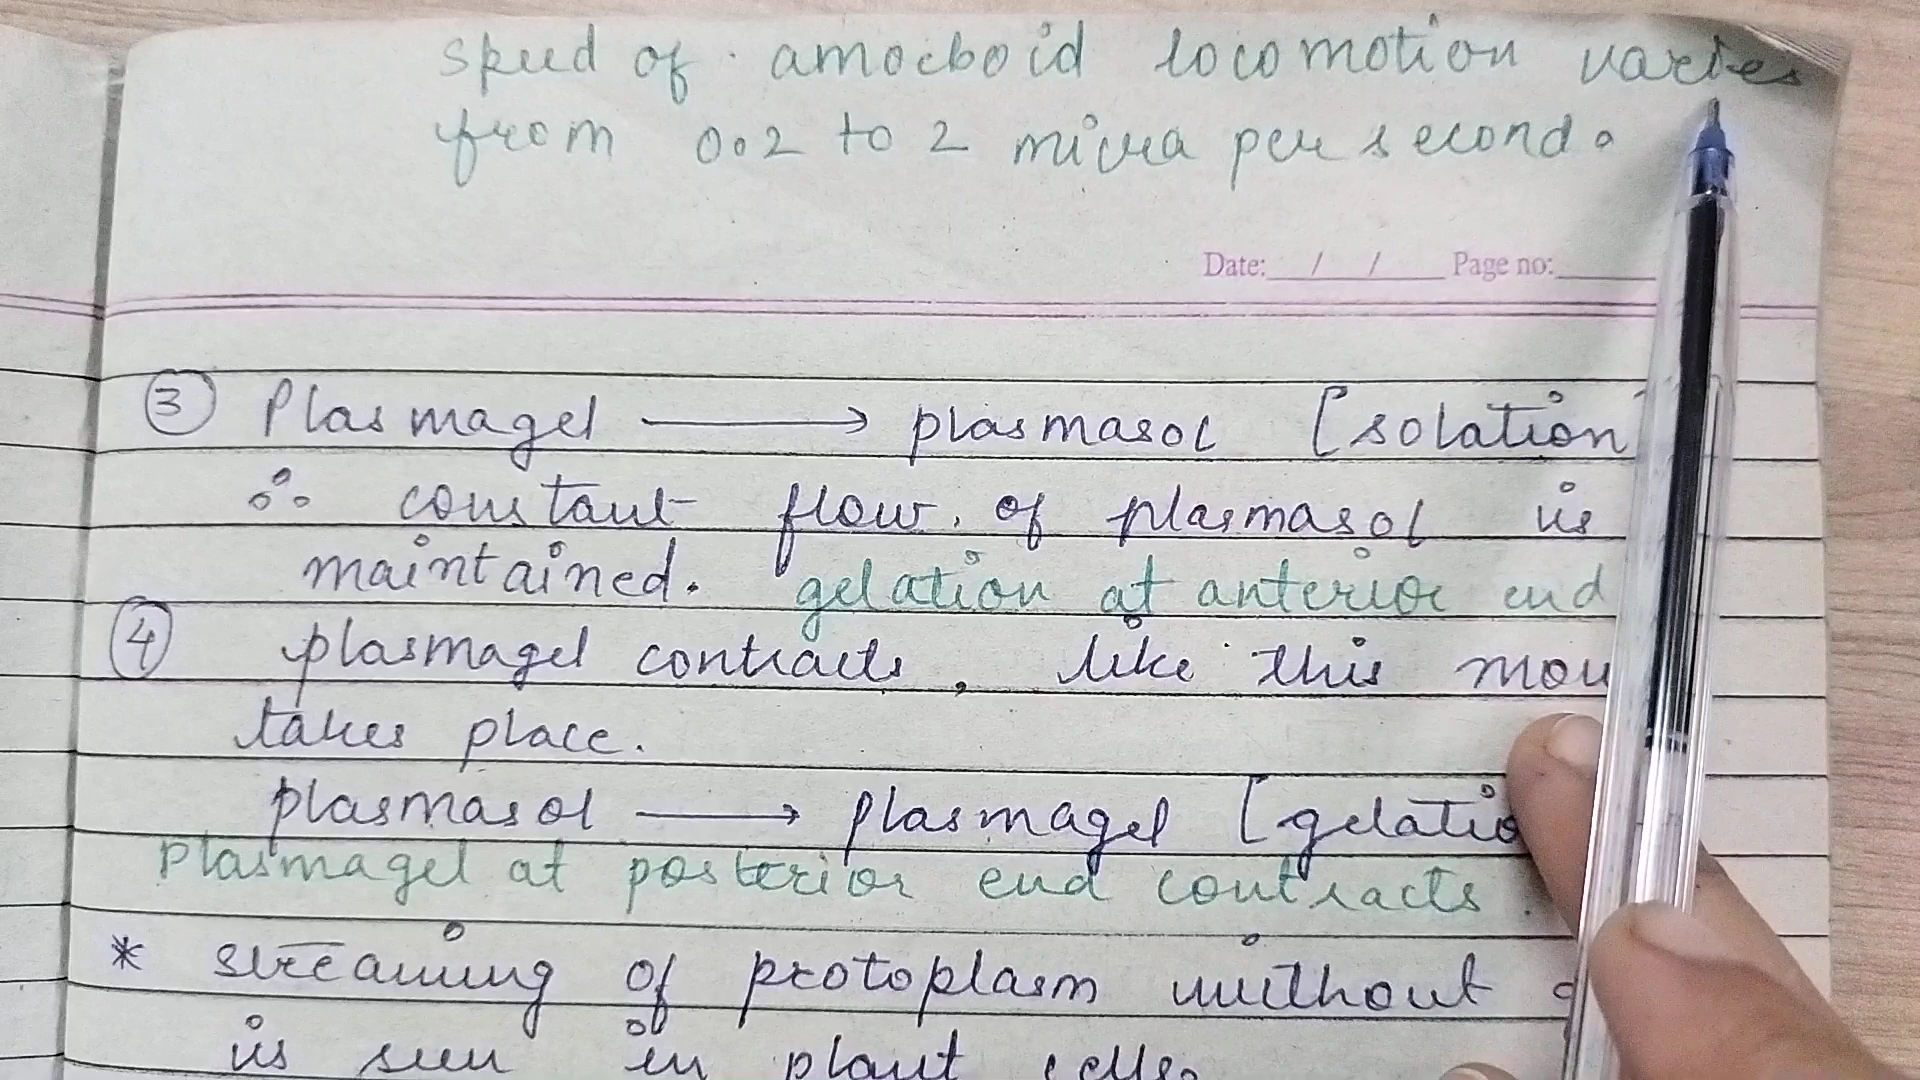 speed of amoeboid locomotion varies
from 0.2 to 2 micra per second.
Date: / / Page no:
③ Plasmagel → plasmasol [solation]
∴ constant flow of plasmasol is
maintained. gelation at anterior end
④ plasmagel contracts, like this
takes place.
plasmasol → plasmagel
plasmagel at posterior end contracts.
* streaming of protoplasm without
is seen in plant cells.